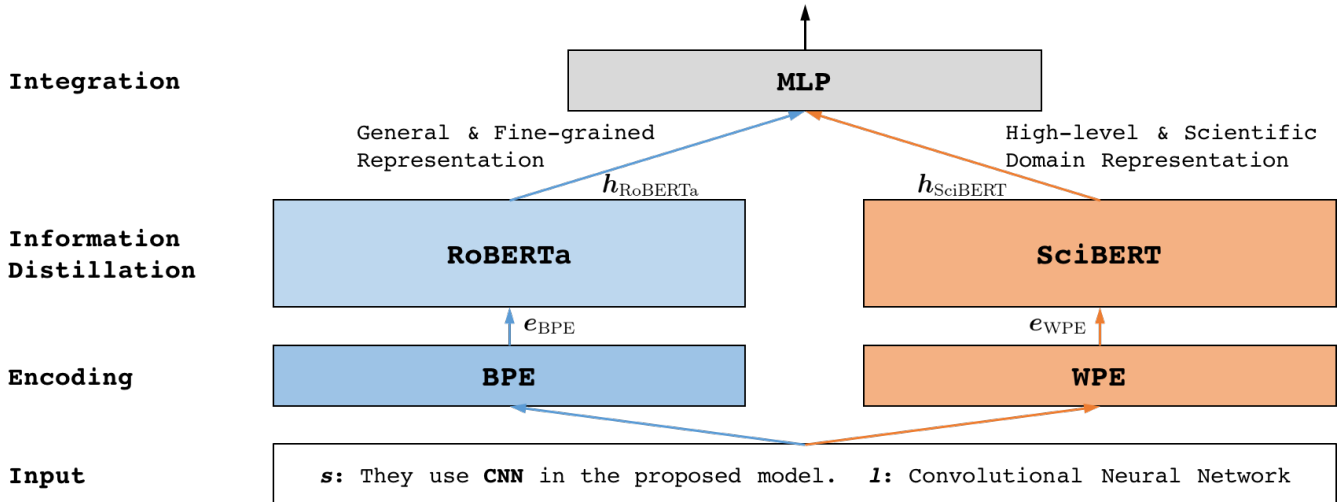 Integration
MLP
General & Fine-grained
Representation
High-level & Scientific
Domain Representation
h_RoBERTa
h_SciBERT
Information
Distillation
RoBERTa
SciBERT
e_BPE
e_WPE
Encoding
BPE
WPE
Input
s: They use CNN in the proposed model. l: Convolutional Neural Network